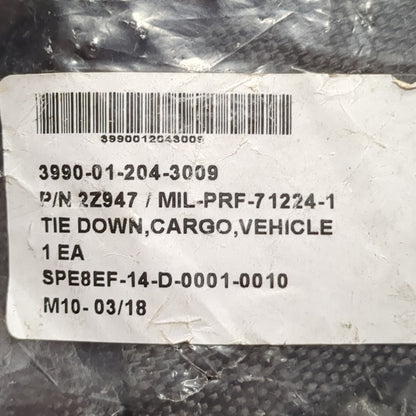 3990012043009
3990-01-204-3009
P/N 2Z947 / MIL-PRF-71224-1
TIE DOWN,CARGO,VEHICLE
1 EA
SPE8EF-14-D-0001-0010
M10- 03/18